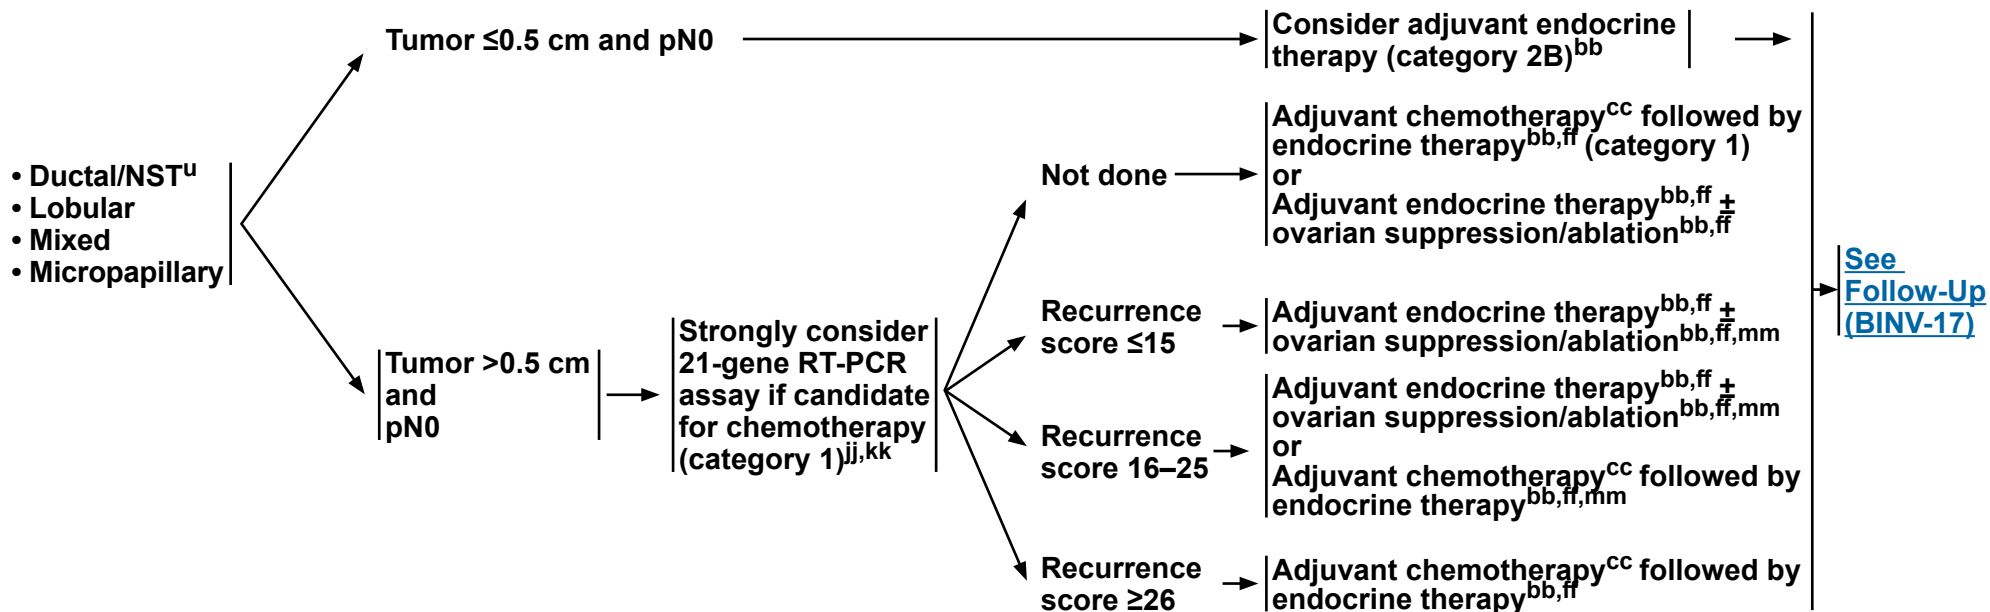 • Ductal/NSTu
• Lobular
• Mixed
• Micropapillary
Tumor ≤0.5 cm and pN0
Consider adjuvant endocrine
therapy (category 2B)bb
Tumor >0.5 cm
and
pN0
Strongly consider
21-gene RT-PCR
assay if candidate
for chemotherapy
(category 1)jj,kk
Not done
Adjuvant chemotherapycc followed by
endocrine therapybb,ff (category 1)
or
Adjuvant endocrine therapybb,ff ±
ovarian suppression/ablationbb,ff
Recurrence
score ≤15
Adjuvant endocrine therapybb,ff ±
ovarian suppression/ablationbb,ff,mm
Recurrence
score 16–25
Adjuvant endocrine therapybb,ff ±
ovarian suppression/ablationbb,ff,mm
or
Adjuvant chemotherapycc followed by
endocrine therapybb,ff,mm
Recurrence
score ≥26
Adjuvant chemotherapycc followed by
endocrine therapybb,ff
See
Follow-Up
(BINV-17)